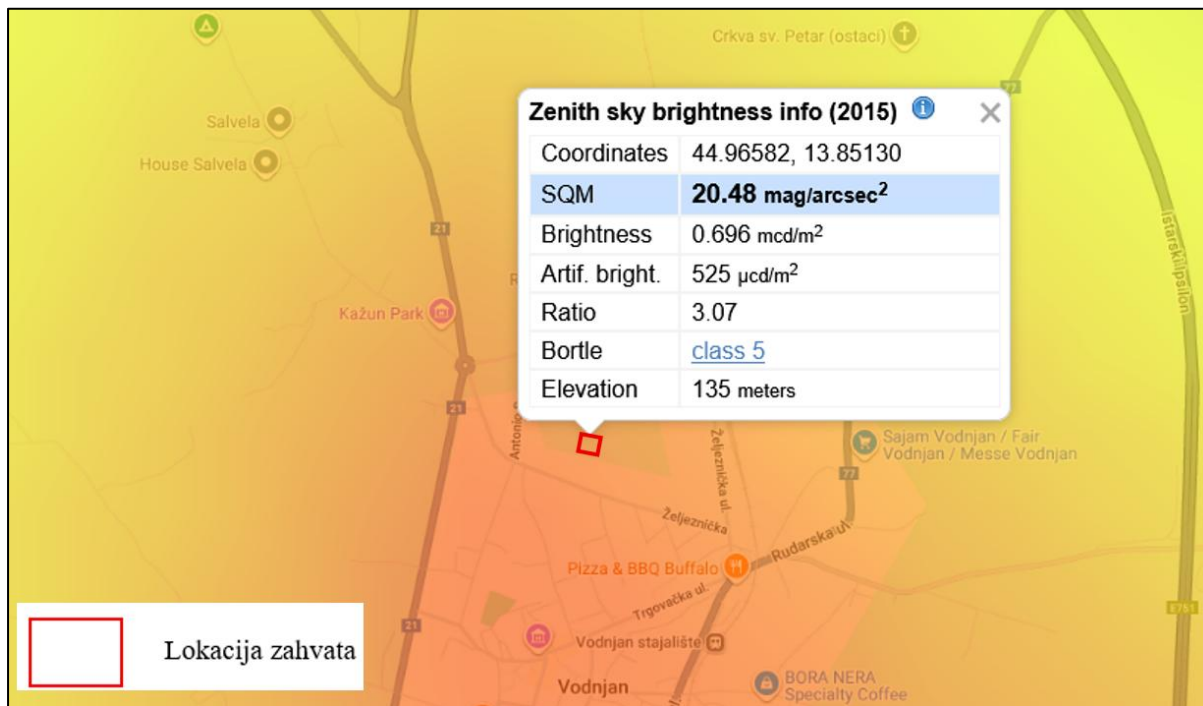 Crkva sv. Petar (ostaci)
77
Salvela
House Salvela
Zenith sky brightness info (2015)
Coordinates 44.96582, 13.85130
SQM 20.48 mag/arcsec²
Brightness 0.696 mcd/m²
Artif. bright. 525 µcd/m²
Ratio 3.07
Bortle class 5
Elevation 135 meters
21
Istarski ipsilon
Kažun Park
21
Željeznička ul.
Sajam Vodnjan / Fair
Vodnjan / Messe Vodnjan
77
Željeznička
Rudarska ul.
Pizza & BBQ Buffalo
Trgovačka ul.
E751
21
Vodnjan stajalište
Lokacija zahvata
Vodnjan
BORA NERA
Specialty Coffee